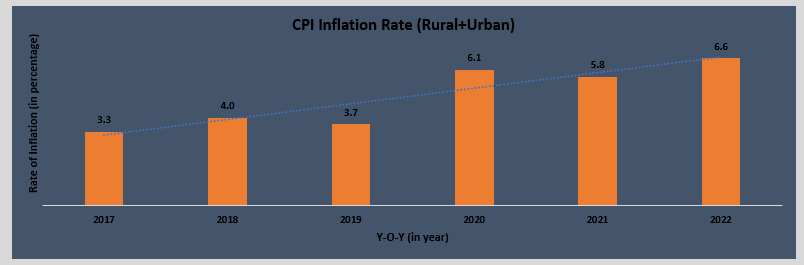 CPI Inflation Rate (Rural+Urban)
Rate of Inflation (in percentage)
3.3
4.0
3.7
6.1
5.8
6.6
2017 2018 2019 2020 2021 2022
Y-O-Y (in year)